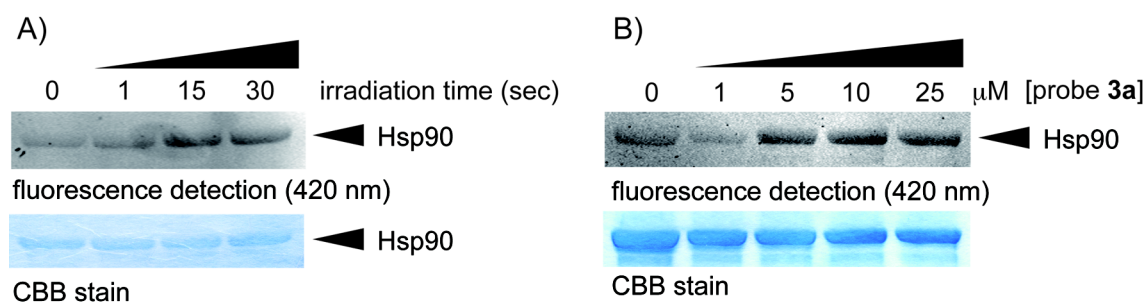 A)
0 1 15 30 irradiation time (sec)
Hsp90
fluorescence detection (420 nm)
Hsp90
CBB stain
B)
0 1 5 10 25 μM [probe 3a]
Hsp90
fluorescence detection (420 nm)
CBB stain